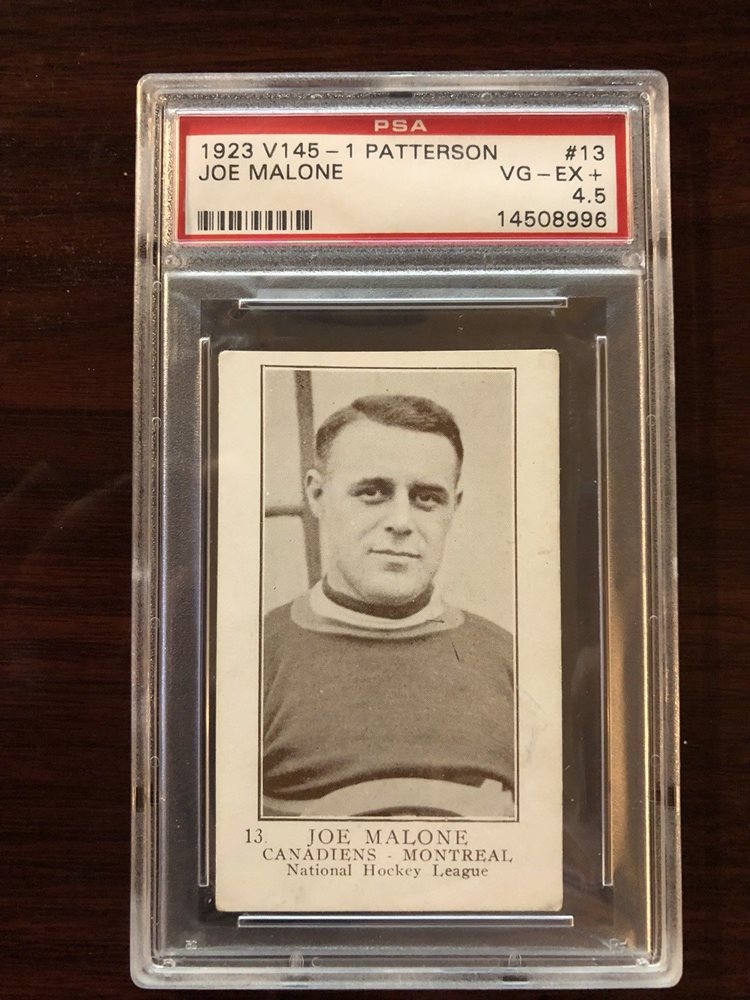 PSA
1923 V145-1 PATTERSON #13
JOE MALONE VG-EX+
4.5
14508996
13. JOE MALONE
CANADIENS - MONTREAL
National Hockey League